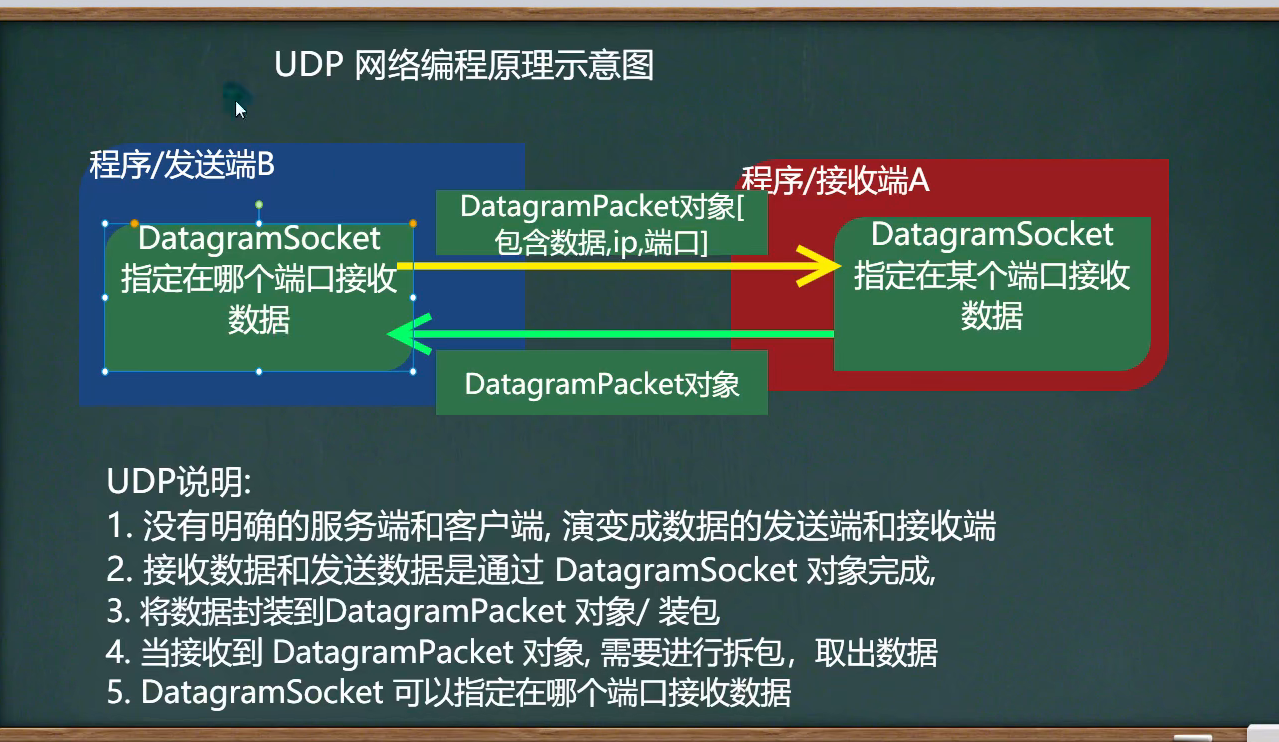 UDP 网络编程原理示意图
程序/发送端B
程序/接收端A
DatagramPacket对象[
包含数据,ip,端口]
DatagramSocket
指定在哪个端口接收
数据
DatagramSocket
指定在某个端口接收
数据
DatagramPacket对象
UDP说明:
1. 没有明确的服务端和客户端, 演变成数据的发送端和接收端
2. 接收数据和发送数据是通过 DatagramSocket 对象完成,
3. 将数据封装到DatagramPacket 对象/ 装包
4. 当接收到 DatagramPacket 对象, 需要进行拆包，取出数据
5. DatagramSocket 可以指定在哪个端口接收数据